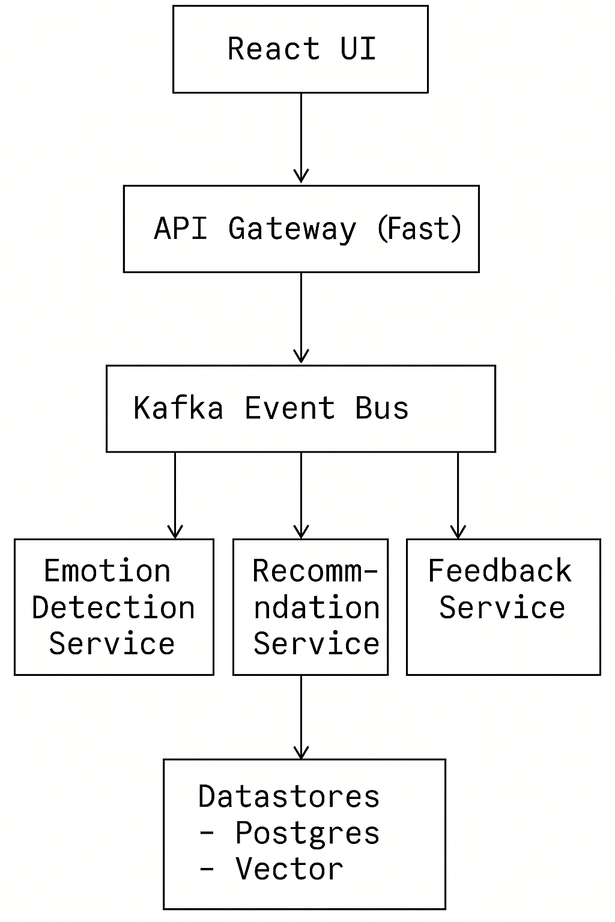 React UI
API Gateway (Fast)
Kafka Event Bus
Emotion
Detection
Service
Recomm-
ndation
Service
Feedback
Service
Datastores
- Postgres
- Vector